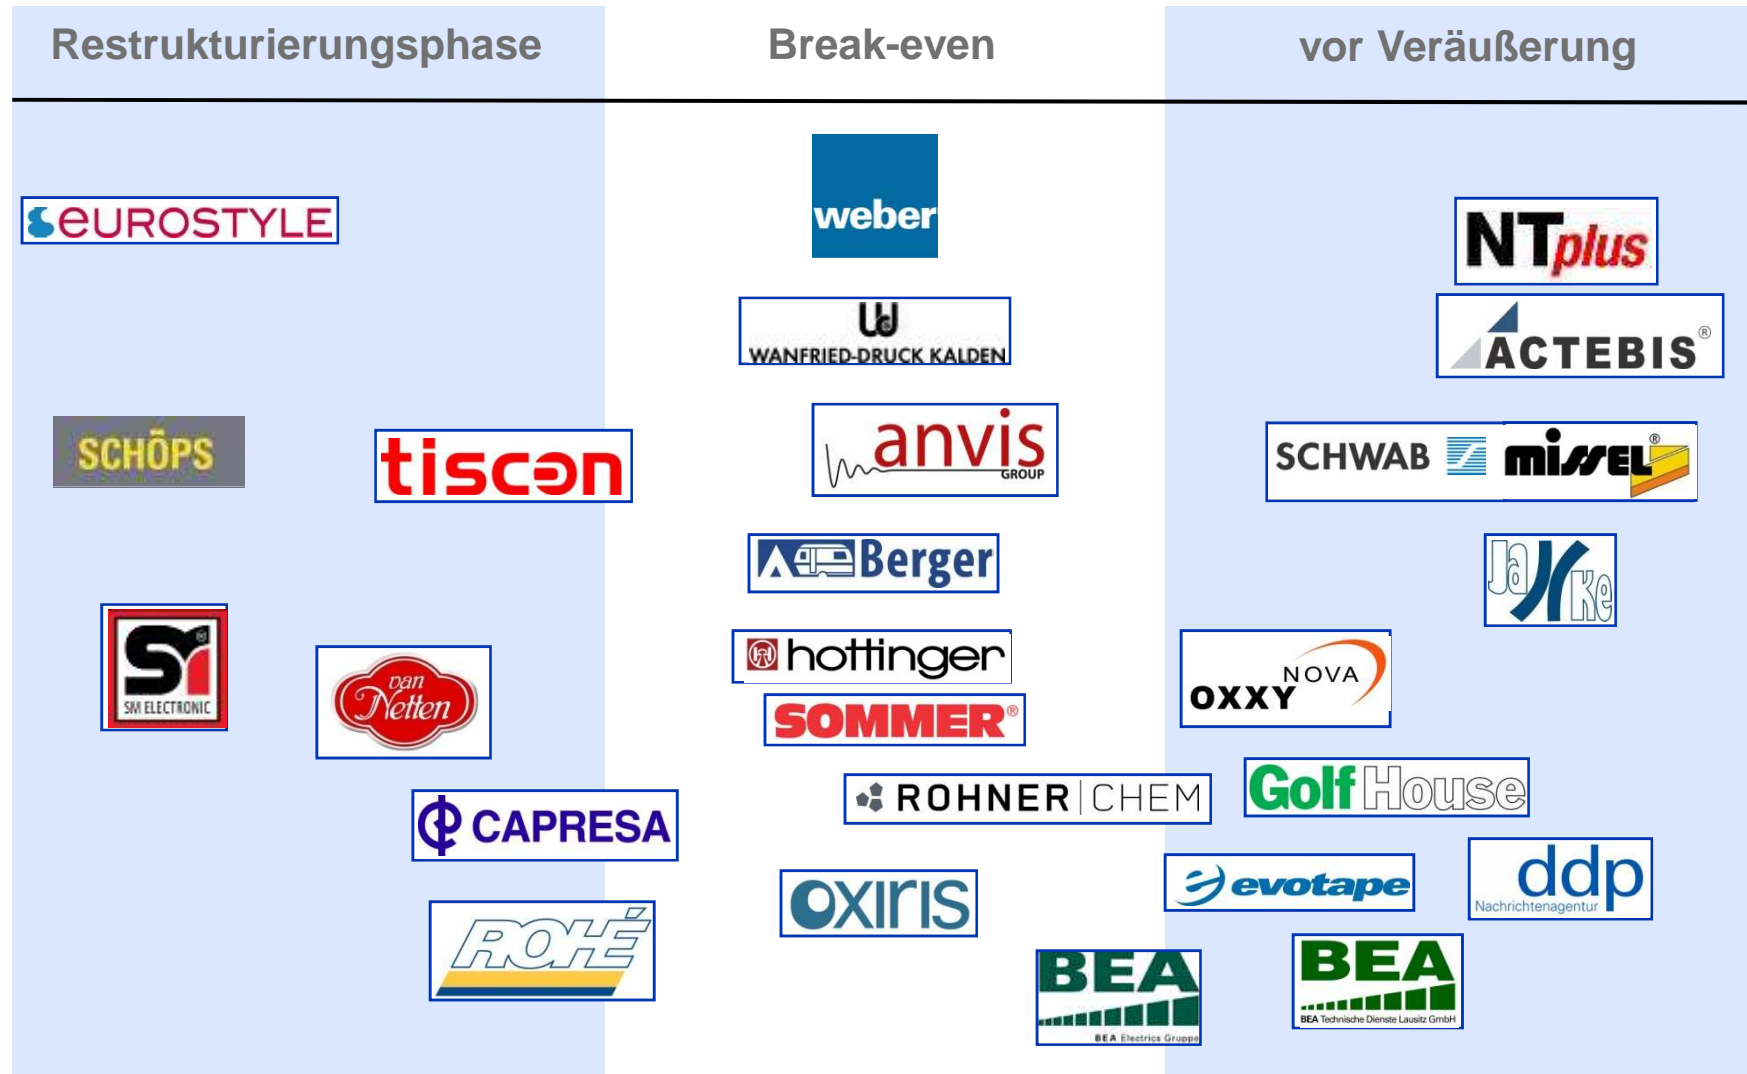 Restrukturierungsphase
Break-even
vor Veräußerung
eUROSTYLE
SCHÖPS
tiscon
SM ELECTRONIC
van
Netten
CAPRESA
ROHÉ
weber
WANFRIED-DRUCK KALDEN
anvis
GROUP
Berger
hottinger
SOMMER®
ROHNER|CHEM
OXIRIS
BEA
BEA Electrics Gruppe
NTplus
ACTEBIS®
SCHWAB
missel®
Jahke
NOVA
OXXY
Golf House
evotape
ddp
Nachrichtenagentur
BEA
BEA Technische Dienste Lausitz GmbH